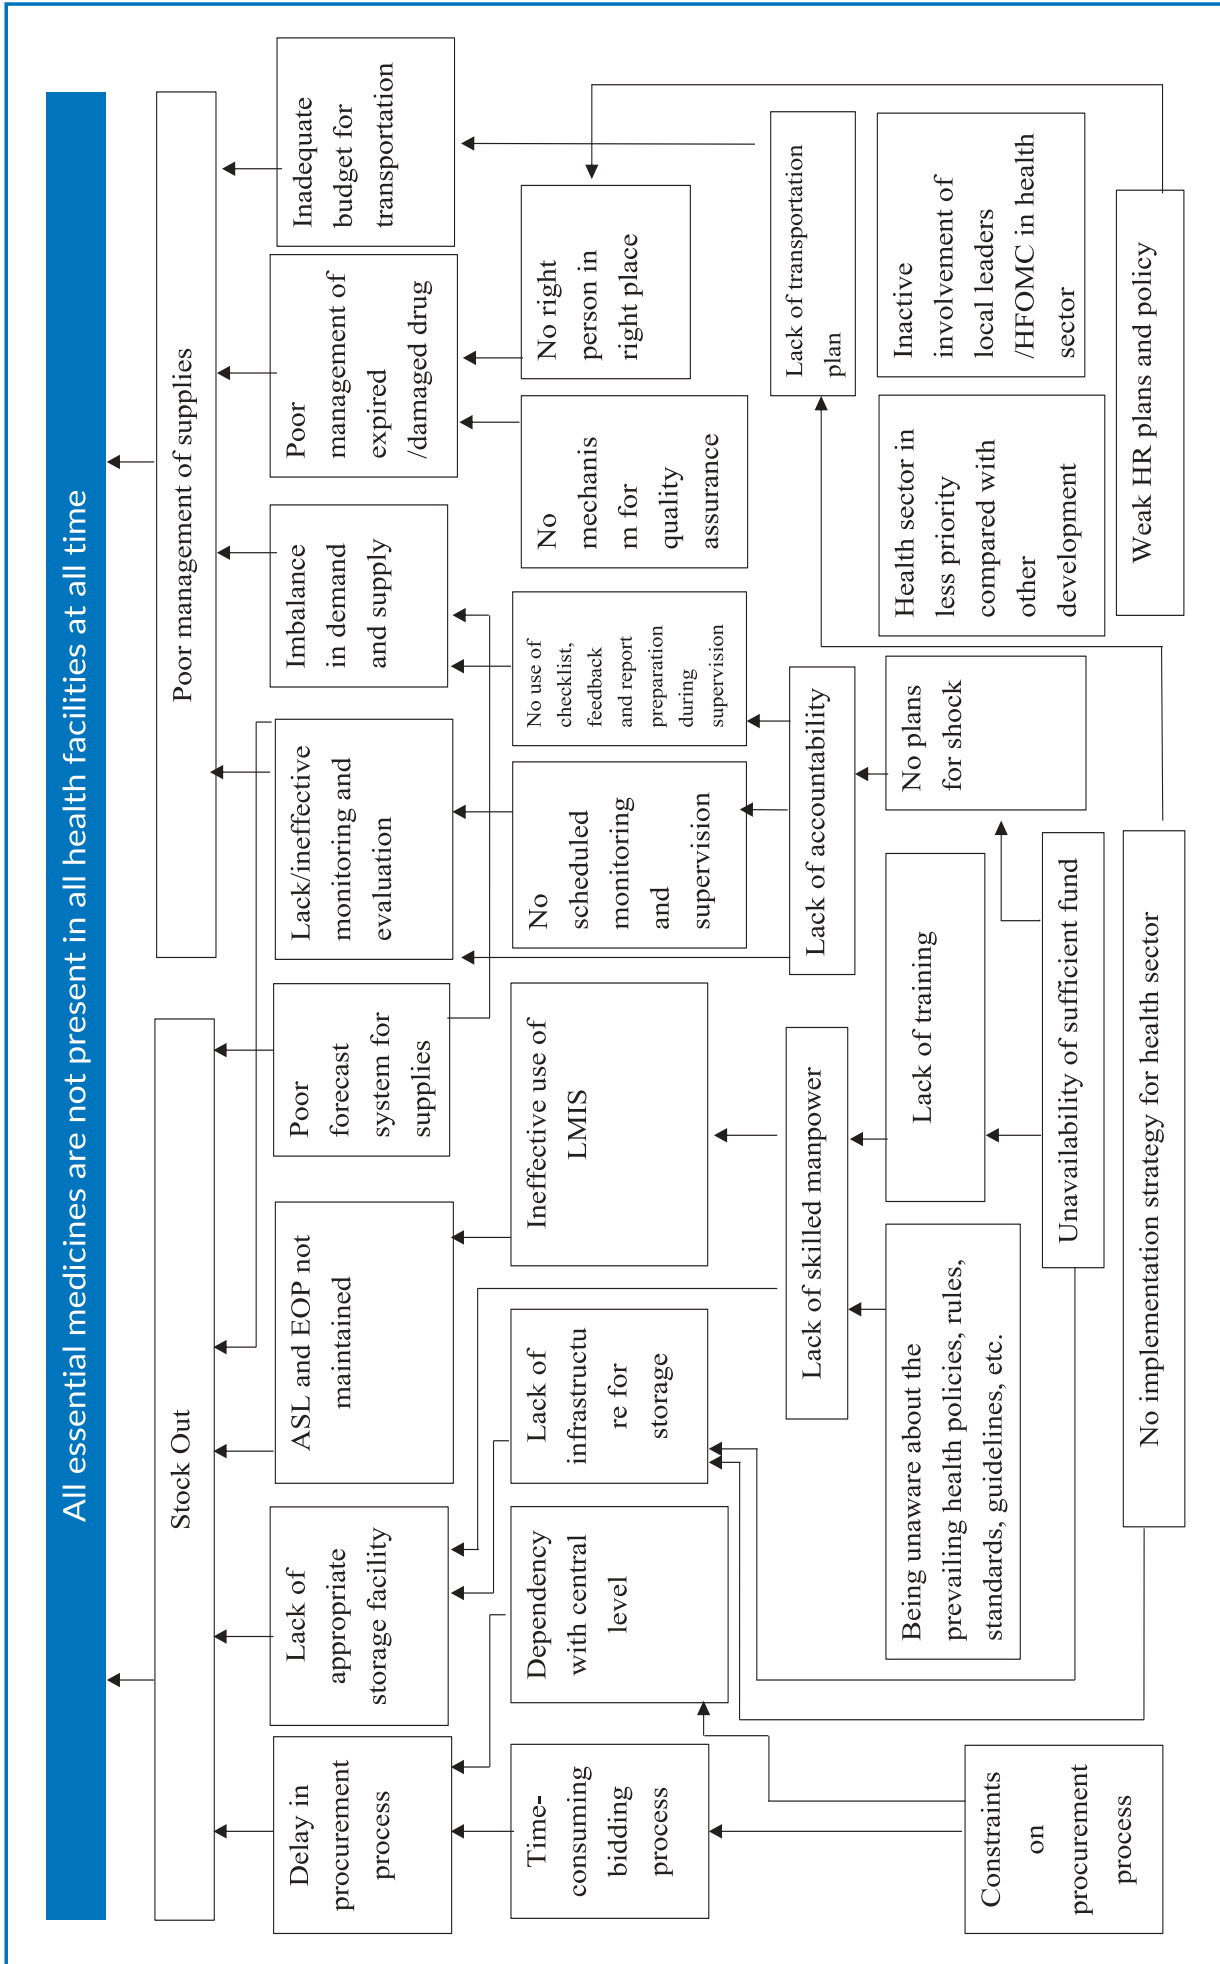 All essential medicines are not present in all health facilities at all time
Stock Out
Poor management of supplies
Delay in
procurement
process
Lack of
appropriate
storage facility
ASL and EOP not
maintained
Poor
forecast
system for
supplies
Lack/ineffective
monitoring and
evaluation
Imbalance
in demand
and supply
Poor
management of
expired
/damaged drug
Inadequate
budget for
transportation
Time-
consuming
bidding
process
Dependency
with central
level
Lack of
infrastructu
re for
storage
Ineffective use of
LMIS
No
scheduled
monitoring
and
supervision
No use of
checklist,
feedback
and report
preparation
during
supervision
No
mechanis
m for
quality
assurance
No right
person in
right place
Lack of skilled manpower
Lack of accountability
Lack of transportation
plan
Being unaware about the
prevailing health policies, rules,
standards, guidelines, etc.
Lack of training
No plans
for shock
Health sector in
less priority
compared with
other
development
Inactive
involvement of
local leaders
/HFOMC in health
sector
Constraints
on
procurement
process
Unavailability of sufficient fund
No implementation strategy for health sector
Weak HR plans and policy